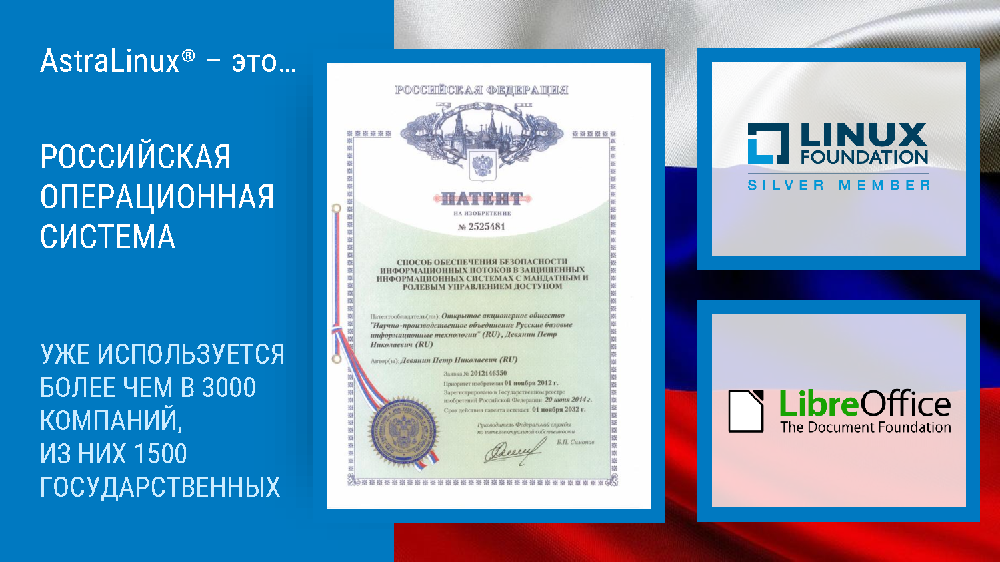 AstraLinux® – это...
РОССИЙСКАЯ
ОПЕРАЦИОННАЯ
СИСТЕМА
УЖЕ ИСПОЛЬЗУЕТСЯ
БОЛЕЕ ЧЕМ В 3000
КОМПАНИЙ,
ИЗ НИХ 1500
ГОСУДАРСТВЕННЫХ
РОССИЙСКАЯ ФЕДЕРАЦИЯ
ПАТЕНТ
НА ИЗОБРЕТЕНИЕ
№ 2525481
СПОСОБ ОБЕСПЕЧЕНИЯ БЕЗОПАСНОСТИ
ИНФОРМАЦИОННЫХ ПОТОКОВ В ЗАЩИЩЕННЫХ
ИНФОРМАЦИОННЫХ СИСТЕМАХ С МАНДАТНЫМ И
РОЛЕВЫМ УПРАВЛЕНИЕМ ДОСТУПОМ
Патентообладатель(ли): Открытое акционерное общество
"Научно-производственное объединение Русские базовые
информационные технологии" (RU), Девянин Петр
Николаевич (RU)
Автор(ы): Девянин Петр Николаевич (RU)
Заявка № 2012146550
Приоритет изобретения 01 ноября 2012 г.
Зарегистрировано в Государственном реестре
изобретений Российской Федерации 20 июня 2014 г.
Срок действия патента истекает 01 ноября 2032 г.
Руководитель Федеральной службы
по интеллектуальной собственности
Б.П. Симонов
LINUX
FOUNDATION
SILVER MEMBER
LibreOffice
The Document Foundation